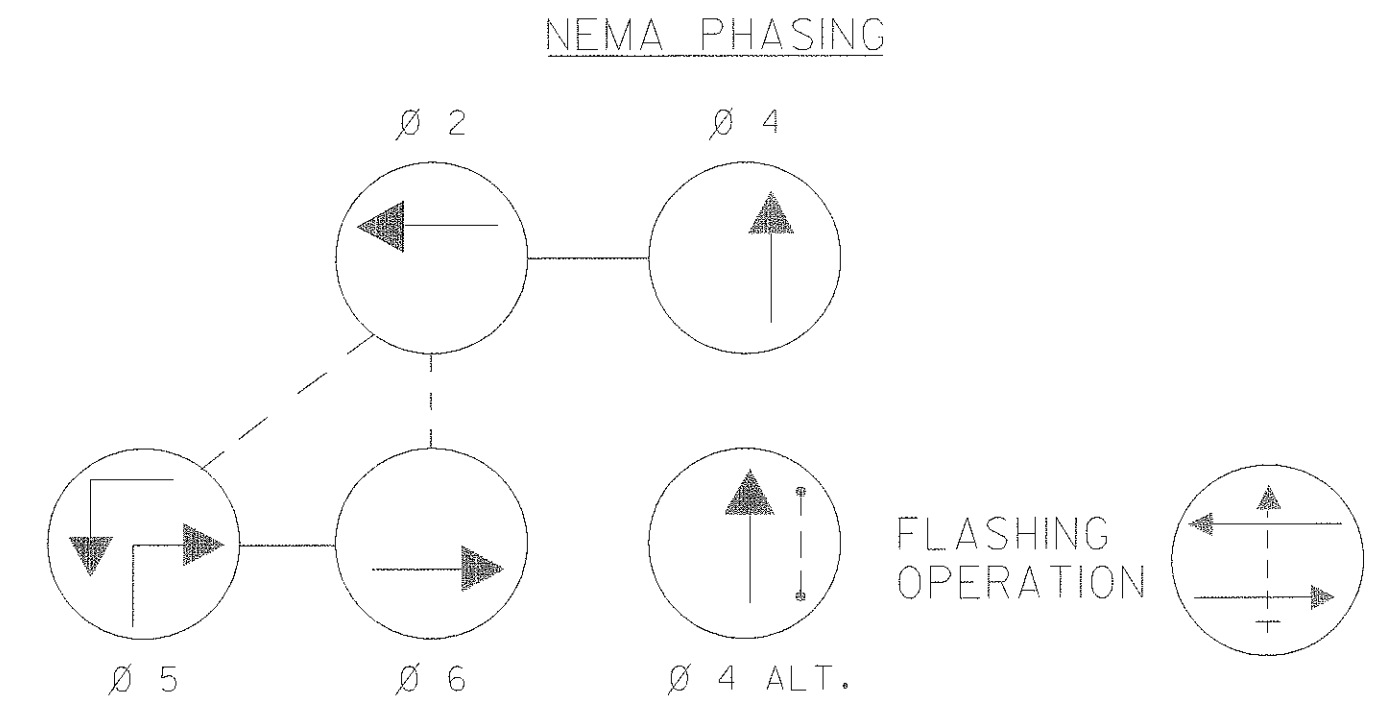 NEMA PHASING
Ø 2
Ø 4
Ø 5
Ø 6
Ø 4 ALT.
FLASHING
OPERATION